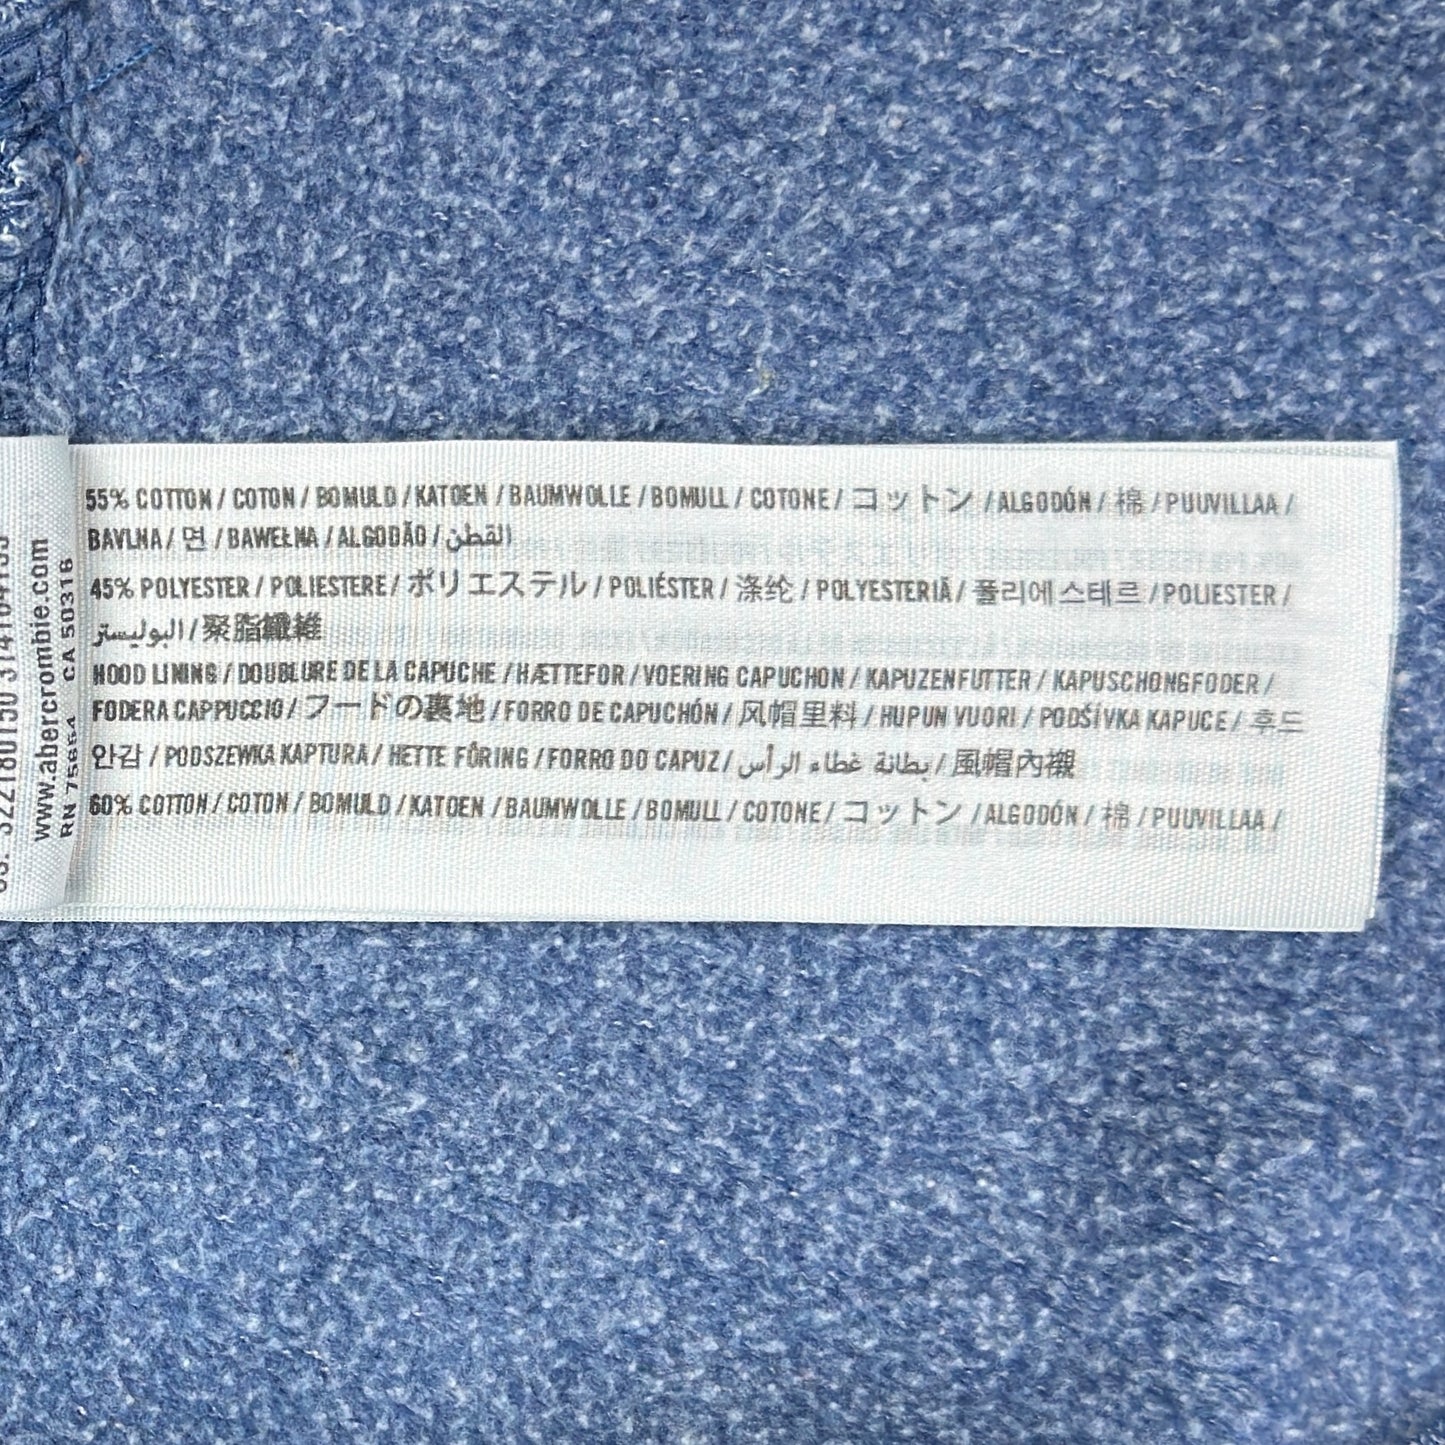 55% COTTON / COTON / BOMULD / KATOEN / BAUMWOLLE / BOMULL / COTONE / コットン / ALGODÓN / 棉 / PUUVILLAA /
BAVLNA / 면 / BAWEŁNA / ALGODÃO / القطن
45% POLYESTER / POLIESTERE / ポリエステル / POLIÉSTER / 涤纶 / POLYESTERIÄ / 폴리에스테르 / POLIESTER /
البوليستر / 聚脂纖維
HOOD LINING / DOUBLURE DE LA CAPUCHE / HÆTTEFOR / VOERING CAPUCHON / KAPUZENFUTTER / KAPUSCHONGFODER /
FODERA CAPPUCCIO / フードの裏地 / FORRO DE CAPUCHÓN / 风帽里料 / HUPUN VUORI / PODŠÍVKA KAPUCE / 후드
안감 / PODSZEWKA KAPTURA / HETTE FÔRING / FORRO DO CAPUZ / بطانة غطاء الرأس / 風帽內襯
60% COTTON / COTON / BOMULD / KATOEN / BAUMWOLLE / BOMULL / COTONE / コットン / ALGODÓN / 棉 / PUUVILLAA /
www.abercrombie.com
RN 75654 CA 50316